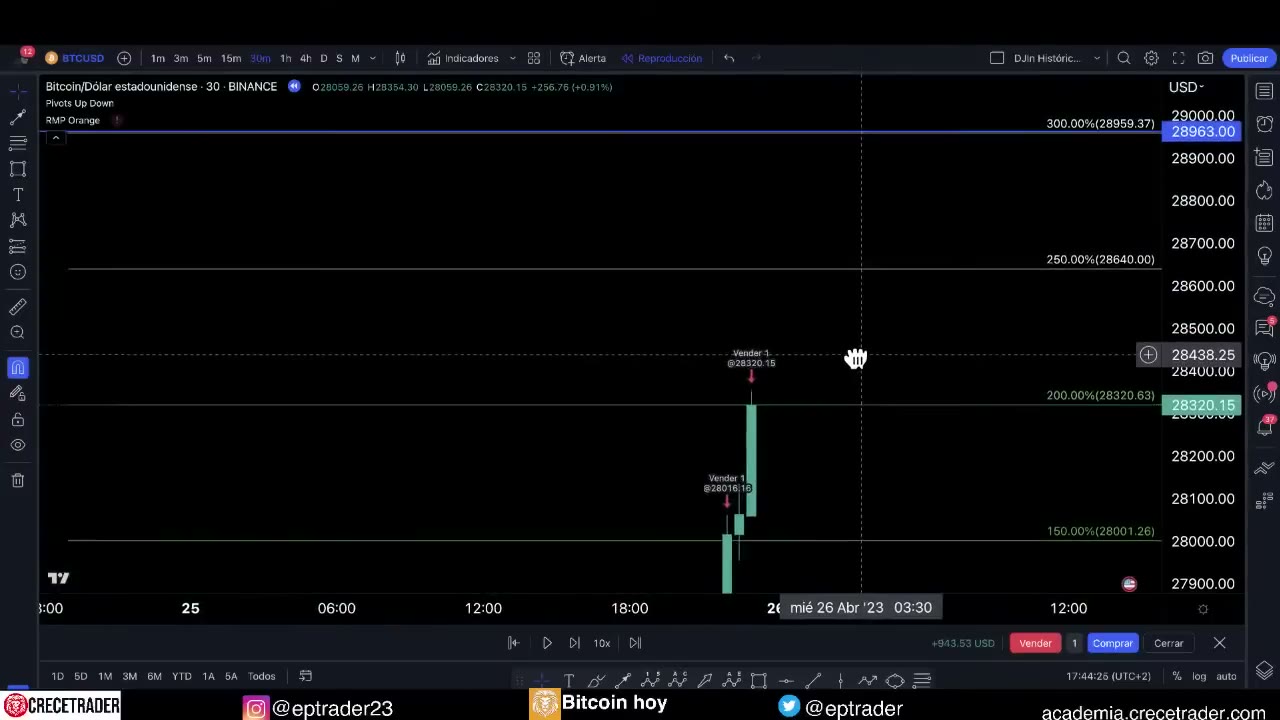 12
BTCUSD 1m 3m 5m 15m 30m 1h 4h D S M Indicadores Alerta Reproducción DJin Históric... Publicar
Bitcoin/Dólar estadounidense · 30 · BINANCE O28059.26 H28354.30 L28059.26 C28320.15 +256.76 (+0.91%) USD
Pivots Up Down
RMP Orange
29000.00
300.00%(28959.37) 28963.00
28900.00
28800.00
28700.00
250.00%(28640.00)
28600.00
28500.00
Vender 1
@28320.15
28438.25
28400.00
200.00%(28320.63)
28320.15
28200.00
Vender 1
@28016.16
28100.00
150.00%(28001.26)
28000.00
27900.00
3:00 25 06:00 12:00 18:00 26 mié 26 Abr '23 03:30 12:00
10x +943.53 USD Vender 1 Comprar Cerrar
1D 5D 1M 3M 6M YTD 1A 5A Todos 17:44:25 (UTC+2) % log auto
5
37
CRECETRADER @eptrader23 Bitcoin hoy @eptrader academia.crecetrader.com